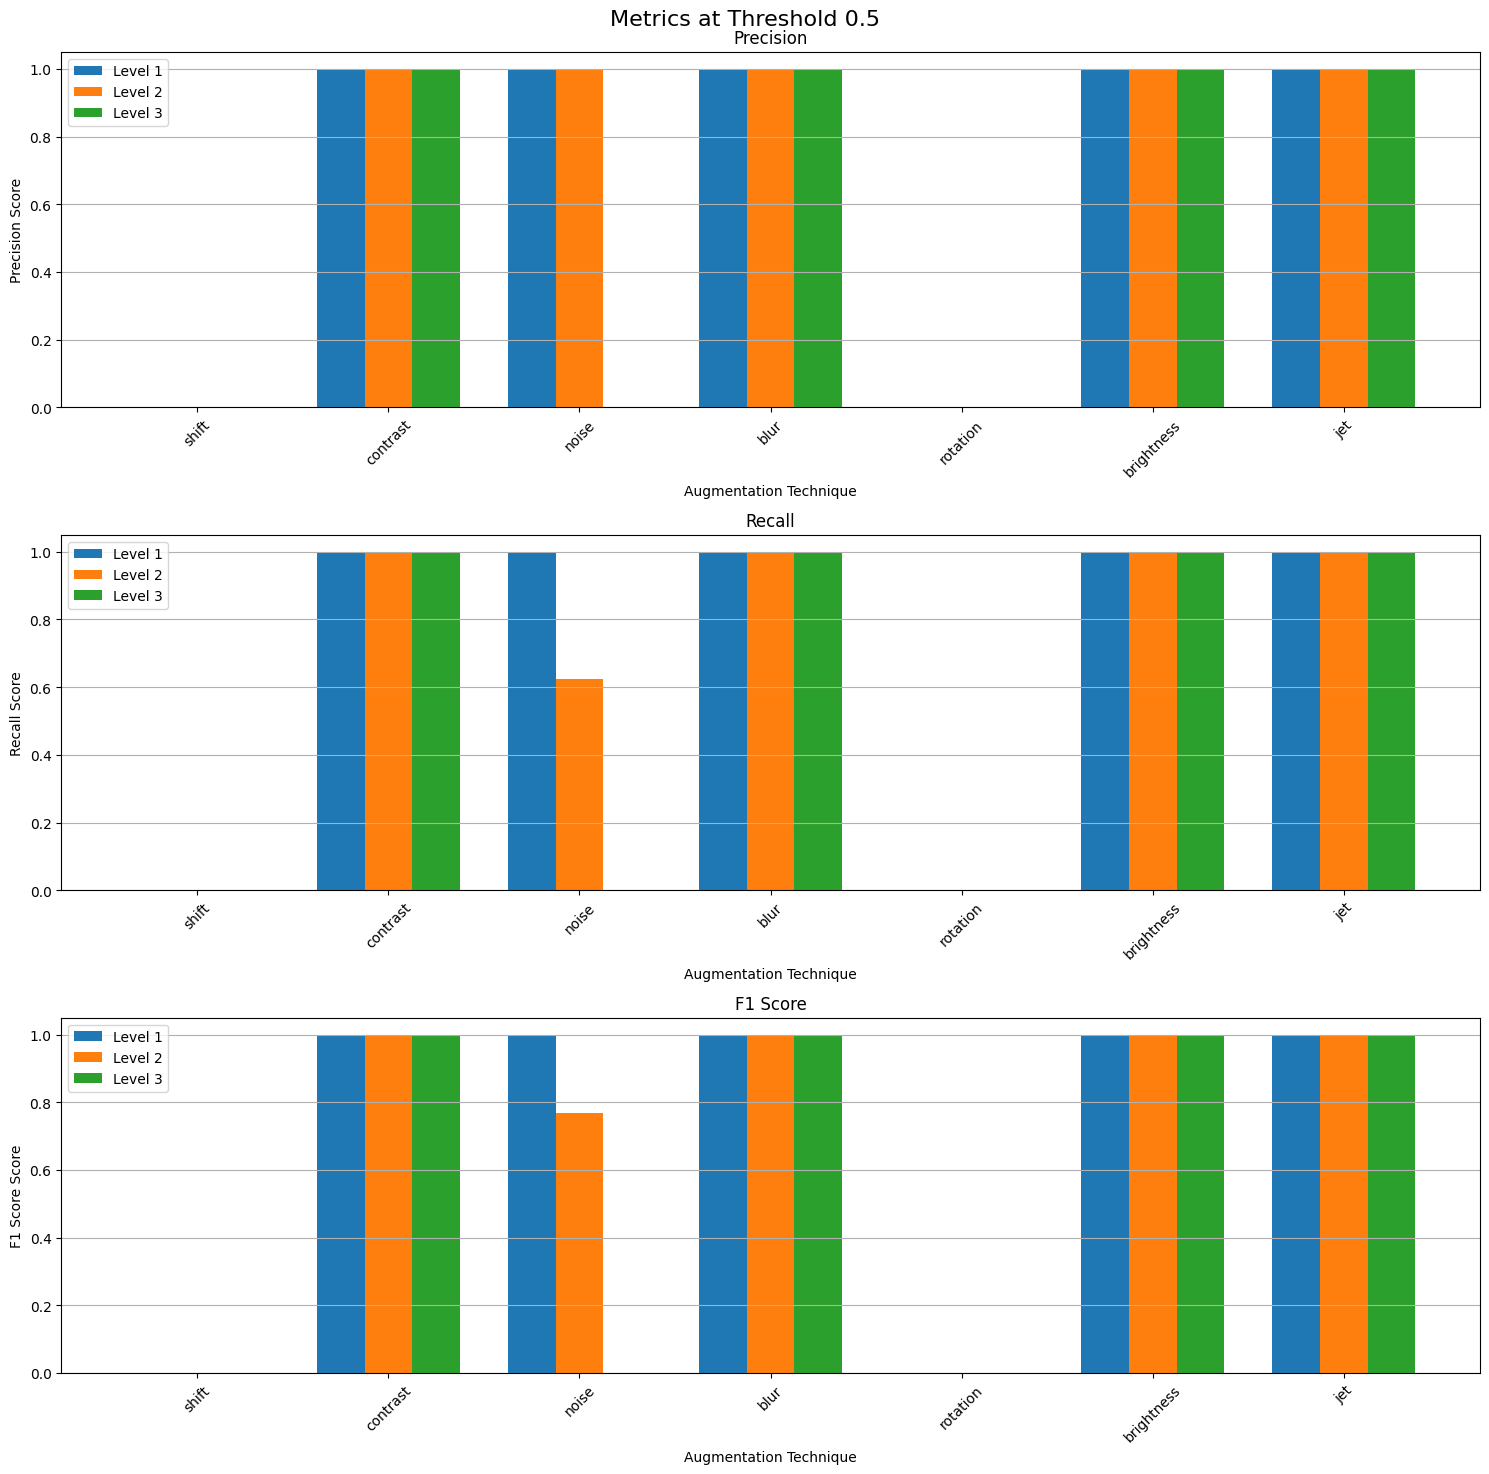 Metrics at Threshold 0.5
Precision
Level 1
Level 2
Level 3
Precision Score
1.0
0.8
0.6
0.4
0.2
0.0
shift
contrast
noise
blur
rotation
brightness
jet
Augmentation Technique
Recall
Level 1
Level 2
Level 3
Recall Score
1.0
0.8
0.6
0.4
0.2
0.0
shift
contrast
noise
blur
rotation
brightness
jet
Augmentation Technique
F1 Score
Level 1
Level 2
Level 3
F1 Score Score
1.0
0.8
0.6
0.4
0.2
0.0
shift
contrast
noise
blur
rotation
brightness
jet
Augmentation Technique